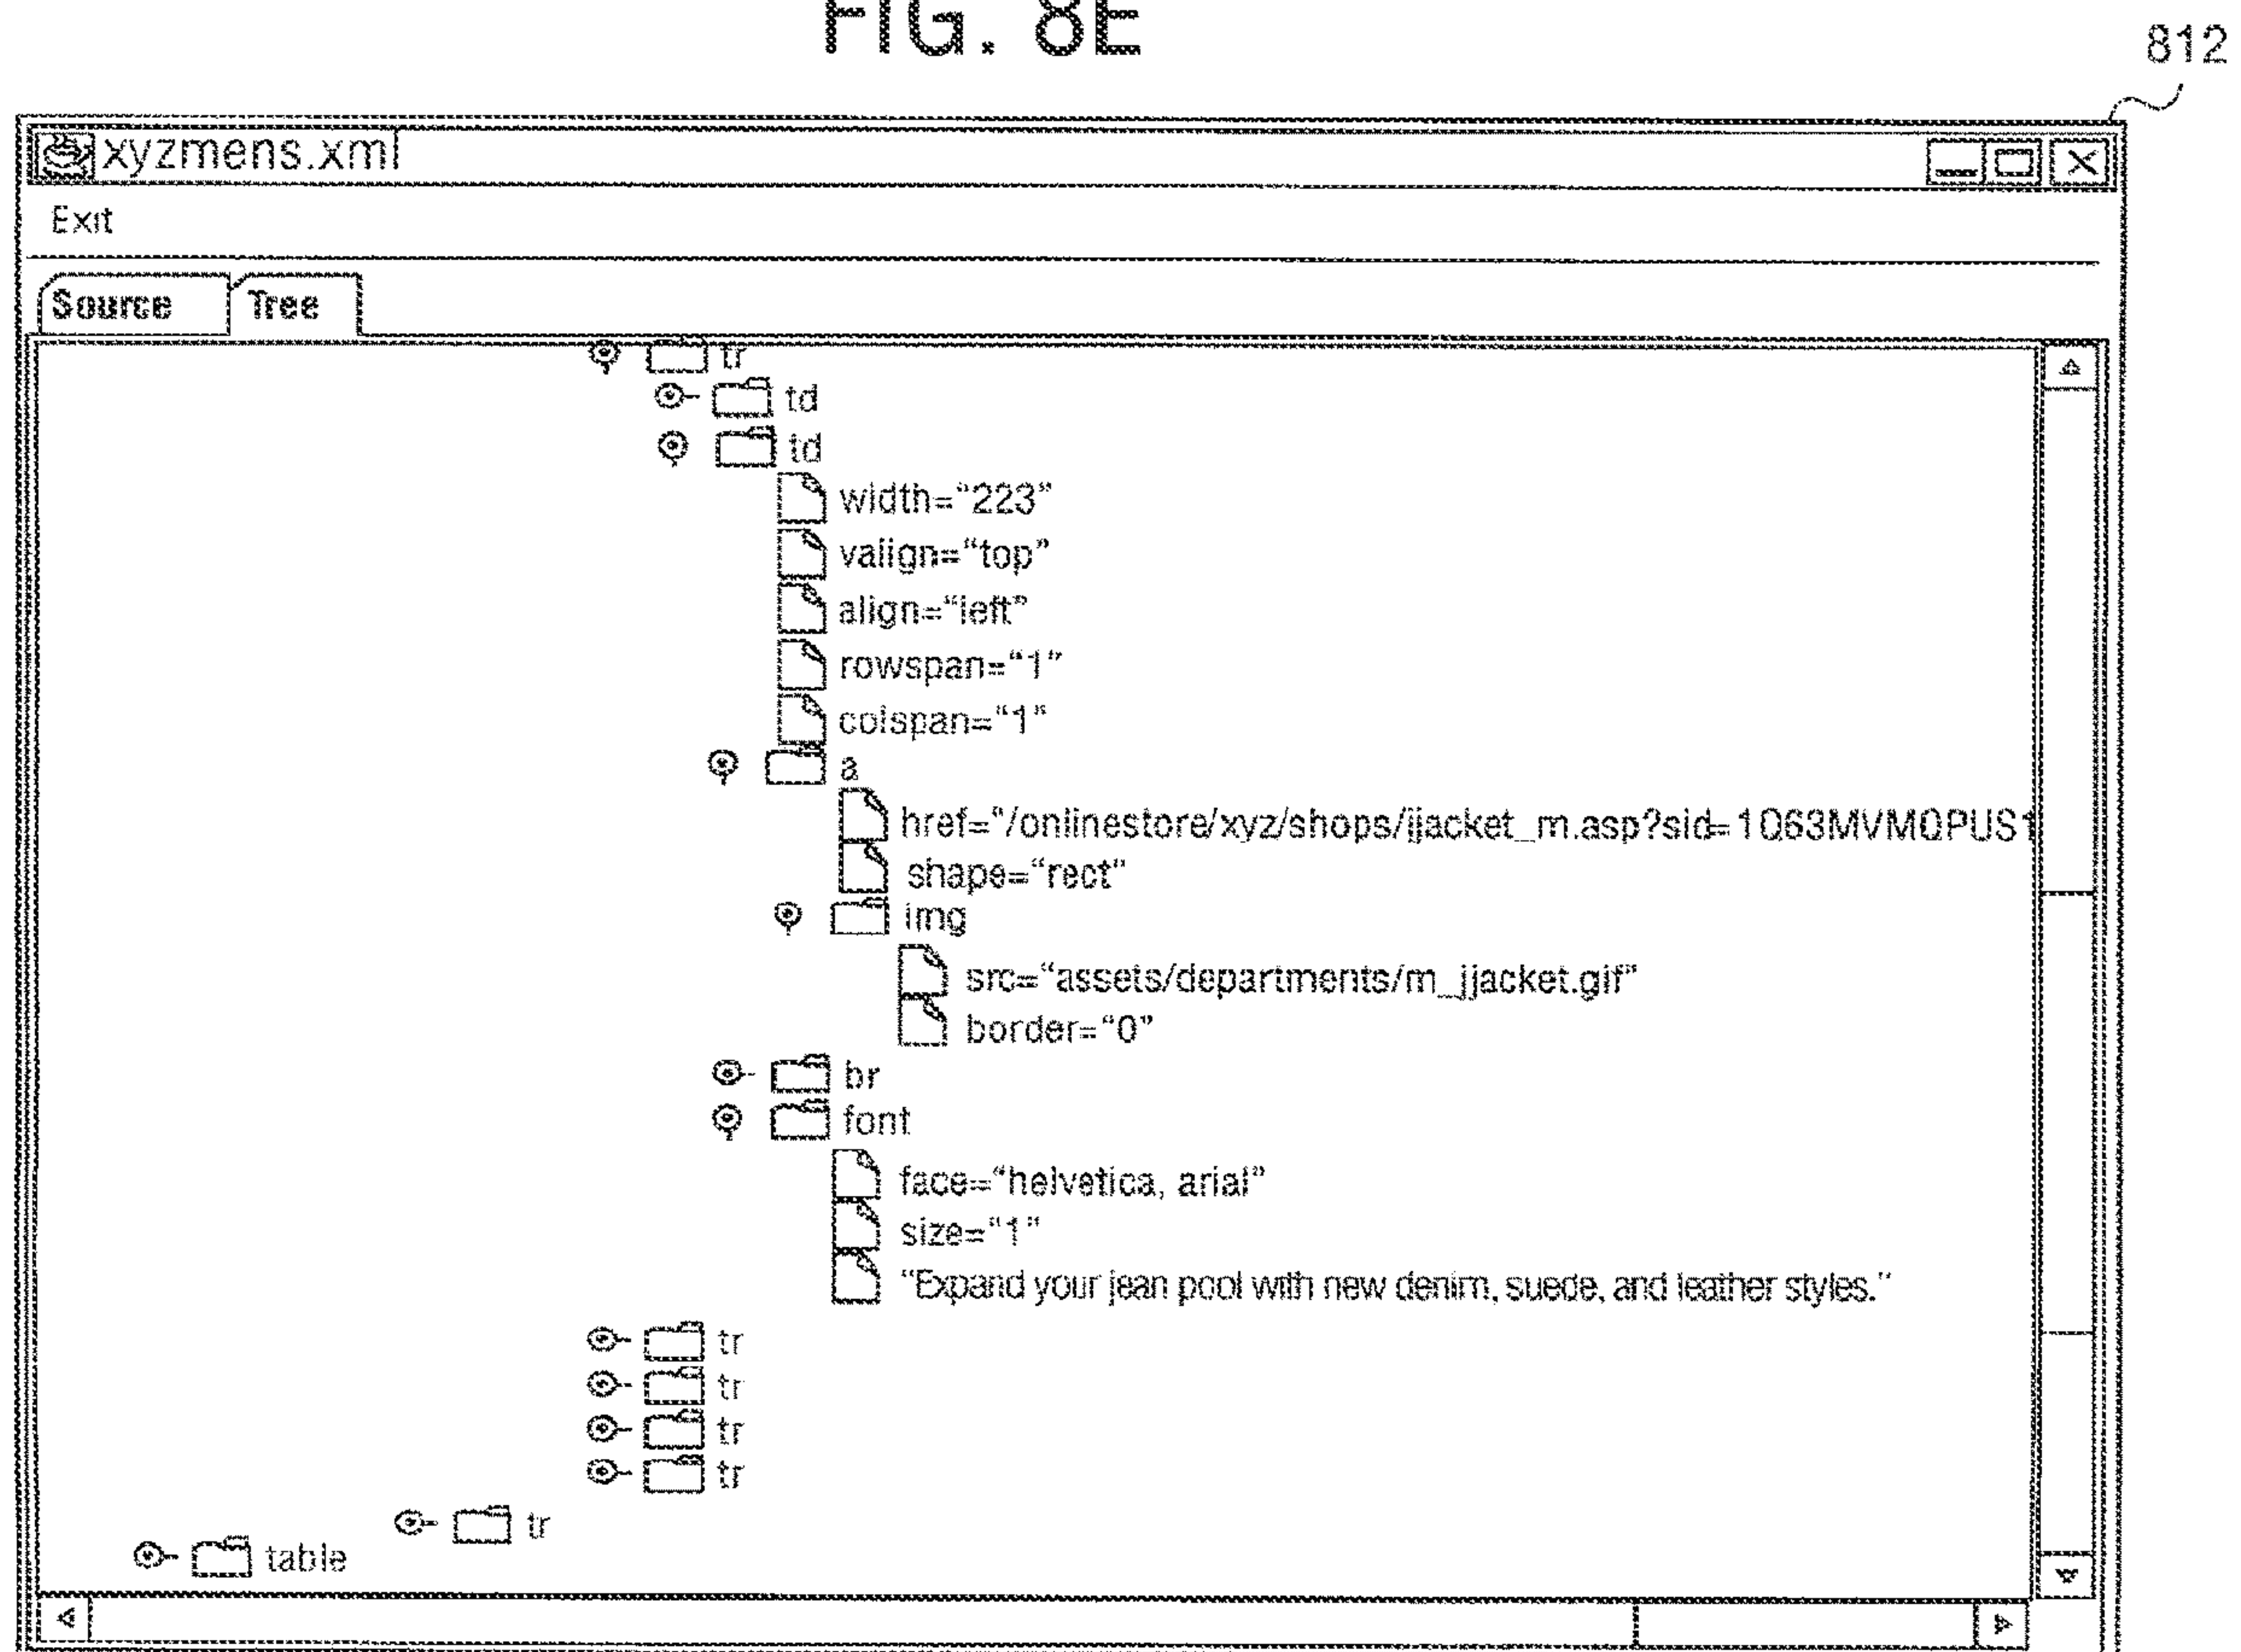 FIG. 8E
812
xyzmens.xml
Exit
Source Tree
tr
td
td
width="223"
valign="top"
align="left"
rowspan="1"
colspan="1"
a
href="/onlinestore/xyz/shops/jjacket_m.asp?sid=1Q63MVMQPUS1
shape="rect"
img
src="assets/departments/m_jjacket.gif"
border="0"
br
font
face="helvetica, arial"
size="1"
"Expand your jean pool with new denim, suede, and leather styles."
tr
tr
tr
tr
tr
table